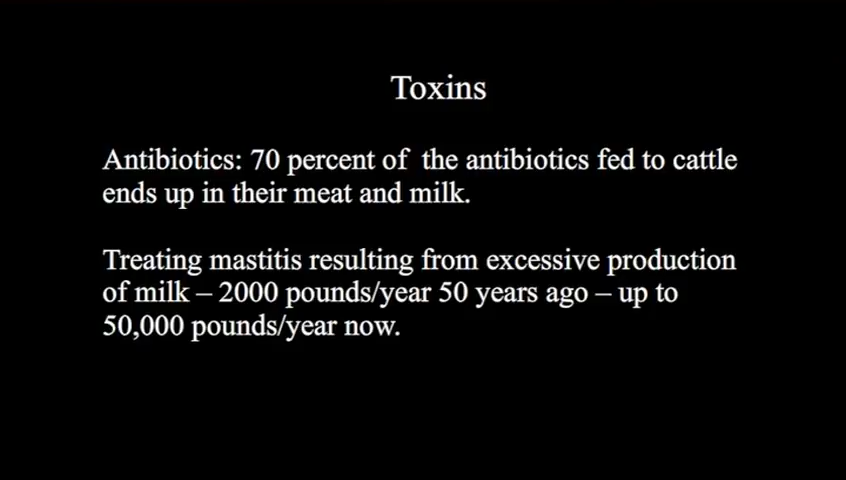 Toxins
Antibiotics: 70 percent of the antibiotics fed to cattle
ends up in their meat and milk.
Treating mastitis resulting from excessive production
of milk – 2000 pounds/year 50 years ago – up to
50,000 pounds/year now.